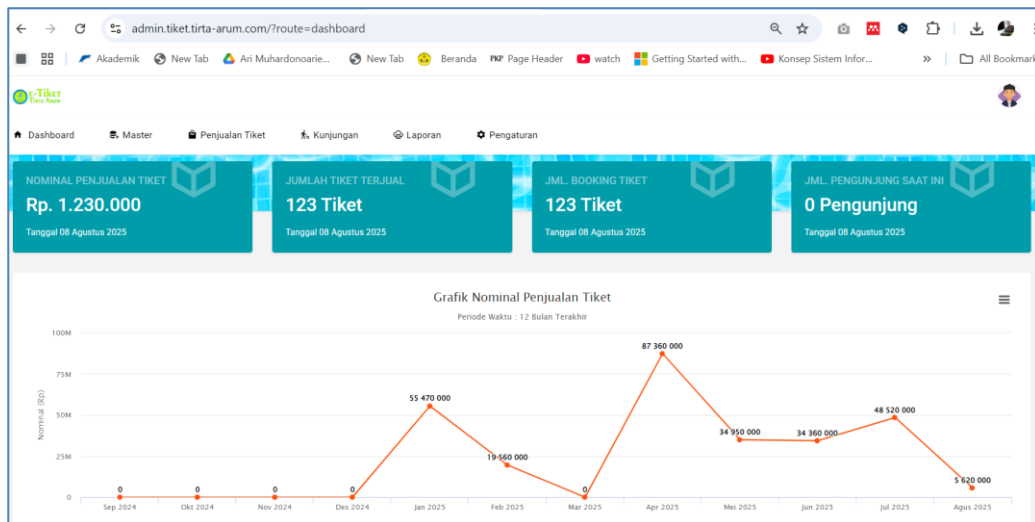 admin.tiket.tirta-arum.com/?route=dashboard
Akademik New Tab Ari Muhardonoarie... New Tab Beranda PKP Page Header watch Getting Started with... Konsep Sistem Infor... » All Bookmark
E-Tiket
Tirta Arum
Dashboard Master Penjualan Tiket Kunjungan Laporan Pengaturan
NOMINAL PENJUALAN TIKET
Rp. 1.230.000
Tanggal 08 Agustus 2025
JUMLAH TIKET TERJUAL
123 Tiket
Tanggal 08 Agustus 2025
JML. BOOKING TIKET
123 Tiket
Tanggal 08 Agustus 2025
JML. PENGUNJUNG SAAT INI
0 Pengunjung
Tanggal 08 Agustus 2025
Grafik Nominal Penjualan Tiket
Periode Waktu : 12 Bulan Terakhir
Nominal (Rp)
100M
75M
50M
25M
0
0 0 0 0 55 470 000 19 560 000 0 87 360 000 34 950 000 34 360 000 48 520 000 5 620 000
Sep 2024 Okt 2024 Nov 2024 Des 2024 Jan 2025 Feb 2025 Mar 2025 Apr 2025 Mei 2025 Jun 2025 Jul 2025 Agus 2025